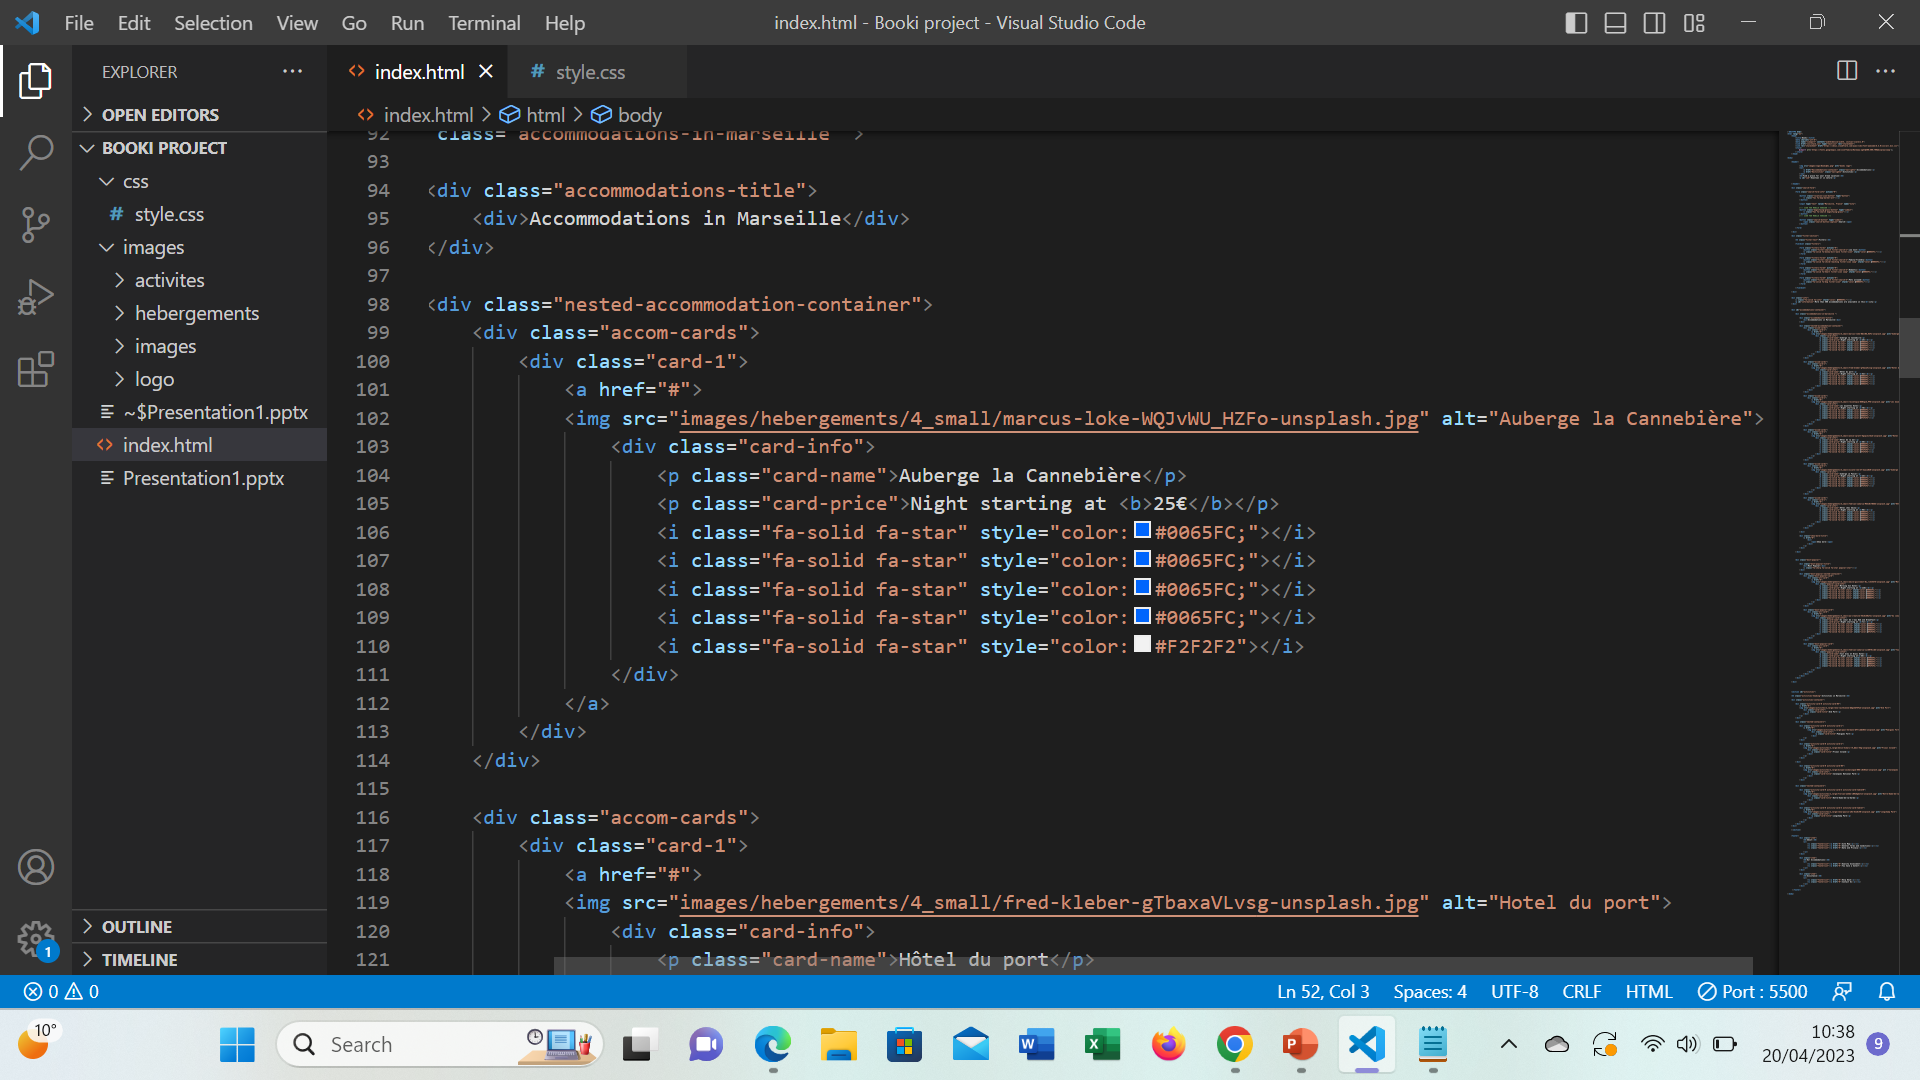 File Edit Selection View Go Run Terminal Help
index.html - Booki project - Visual Studio Code
EXPLORER
OPEN EDITORS
BOOKI PROJECT
css
# style.css
images
activites
hebergements
images
logo
~$Presentation1.pptx
<> index.html
Presentation1.pptx
OUTLINE
TIMELINE
<> index.html
# style.css
<> index.html > html > body
92 class="accommodations-in-marseille" >
93
94 <div class="accommodations-title">
95 <div>Accommodations in Marseille</div>
96 </div>
97
98 <div class="nested-accommodation-container">
99 <div class="accom-cards">
100 <div class="card-1">
101 <a href="#">
102 <img src="images/hebergements/4_small/marcus-loke-WQJvWU_HZFo-unsplash.jpg" alt="Auberge la Cannebière">
103 <div class="card-info">
104 <p class="card-name">Auberge la Cannebière</p>
105 <p class="card-price">Night starting at <b>25€</b></p>
106 <i class="fa-solid fa-star" style="color:#0065FC;"></i>
107 <i class="fa-solid fa-star" style="color:#0065FC;"></i>
108 <i class="fa-solid fa-star" style="color:#0065FC;"></i>
109 <i class="fa-solid fa-star" style="color:#0065FC;"></i>
110 <i class="fa-solid fa-star" style="color:#F2F2F2"></i>
111 </div>
112 </a>
113 </div>
114 </div>
115
116 <div class="accom-cards">
117 <div class="card-1">
118 <a href="#">
119 <img src="images/hebergements/4_small/fred-kleber-gTbaxaVLvsg-unsplash.jpg" alt="Hotel du port">
120 <div class="card-info">
121 <p class="card-name">Hôtel du port</p>
1
0 0
Ln 52, Col 3 Spaces: 4 UTF-8 CRLF HTML Port : 5500
10°
Search
10:38
20/04/2023
9